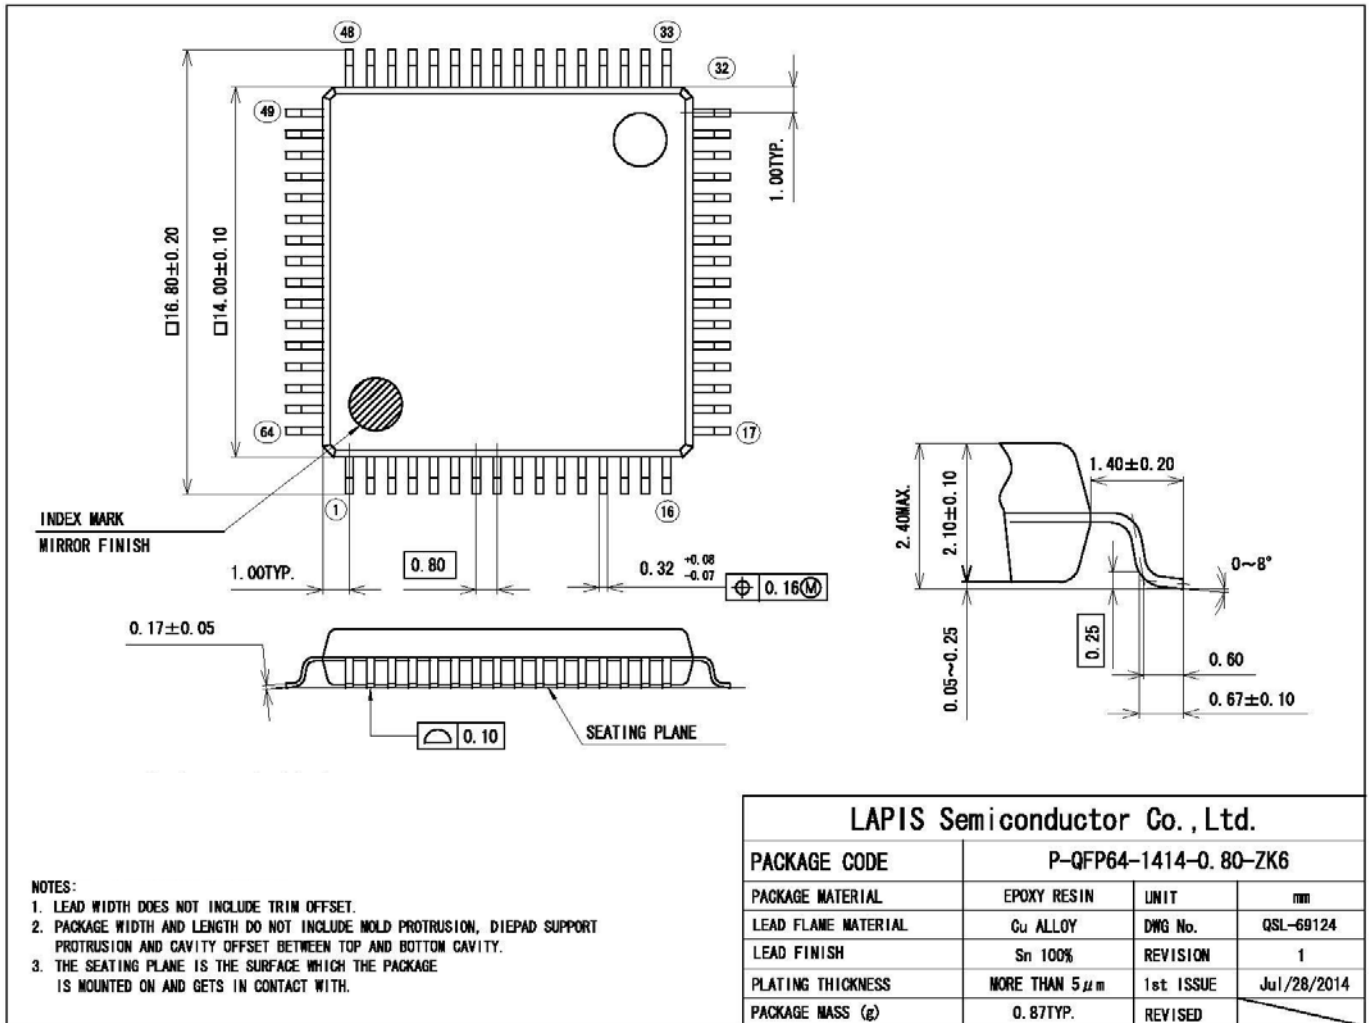 48
33
32
49
1.00TYP.
□16.80±0.20
□14.00±0.10
64
17
1
16
INDEX MARK
MIRROR FINISH
1.00TYP.
0.80
0.32 +0.08 -0.07
⌖ 0.16Ⓜ
0.17±0.05
⌓ 0.10
SEATING PLANE
2.40MAX.
2.10±0.10
1.40±0.20
0~8°
0.05~0.25
0.25
0.60
0.67±0.10
NOTES:
1. LEAD WIDTH DOES NOT INCLUDE TRIM OFFSET.
2. PACKAGE WIDTH AND LENGTH DO NOT INCLUDE MOLD PROTRUSION, DIEPAD SUPPORT
PROTRUSION AND CAVITY OFFSET BETWEEN TOP AND BOTTOM CAVITY.
3. THE SEATING PLANE IS THE SURFACE WHICH THE PACKAGE
IS MOUNTED ON AND GETS IN CONTACT WITH.
LAPIS Semiconductor Co.,Ltd.
PACKAGE CODE P-QFP64-1414-0.80-ZK6
PACKAGE MATERIAL EPOXY RESIN UNIT mm
LEAD FLAME MATERIAL Cu ALLOY DWG No. QSL-69124
LEAD FINISH Sn 100% REVISION 1
PLATING THICKNESS MORE THAN 5μm 1st ISSUE Jul/28/2014
PACKAGE MASS (g) 0.87TYP. REVISED